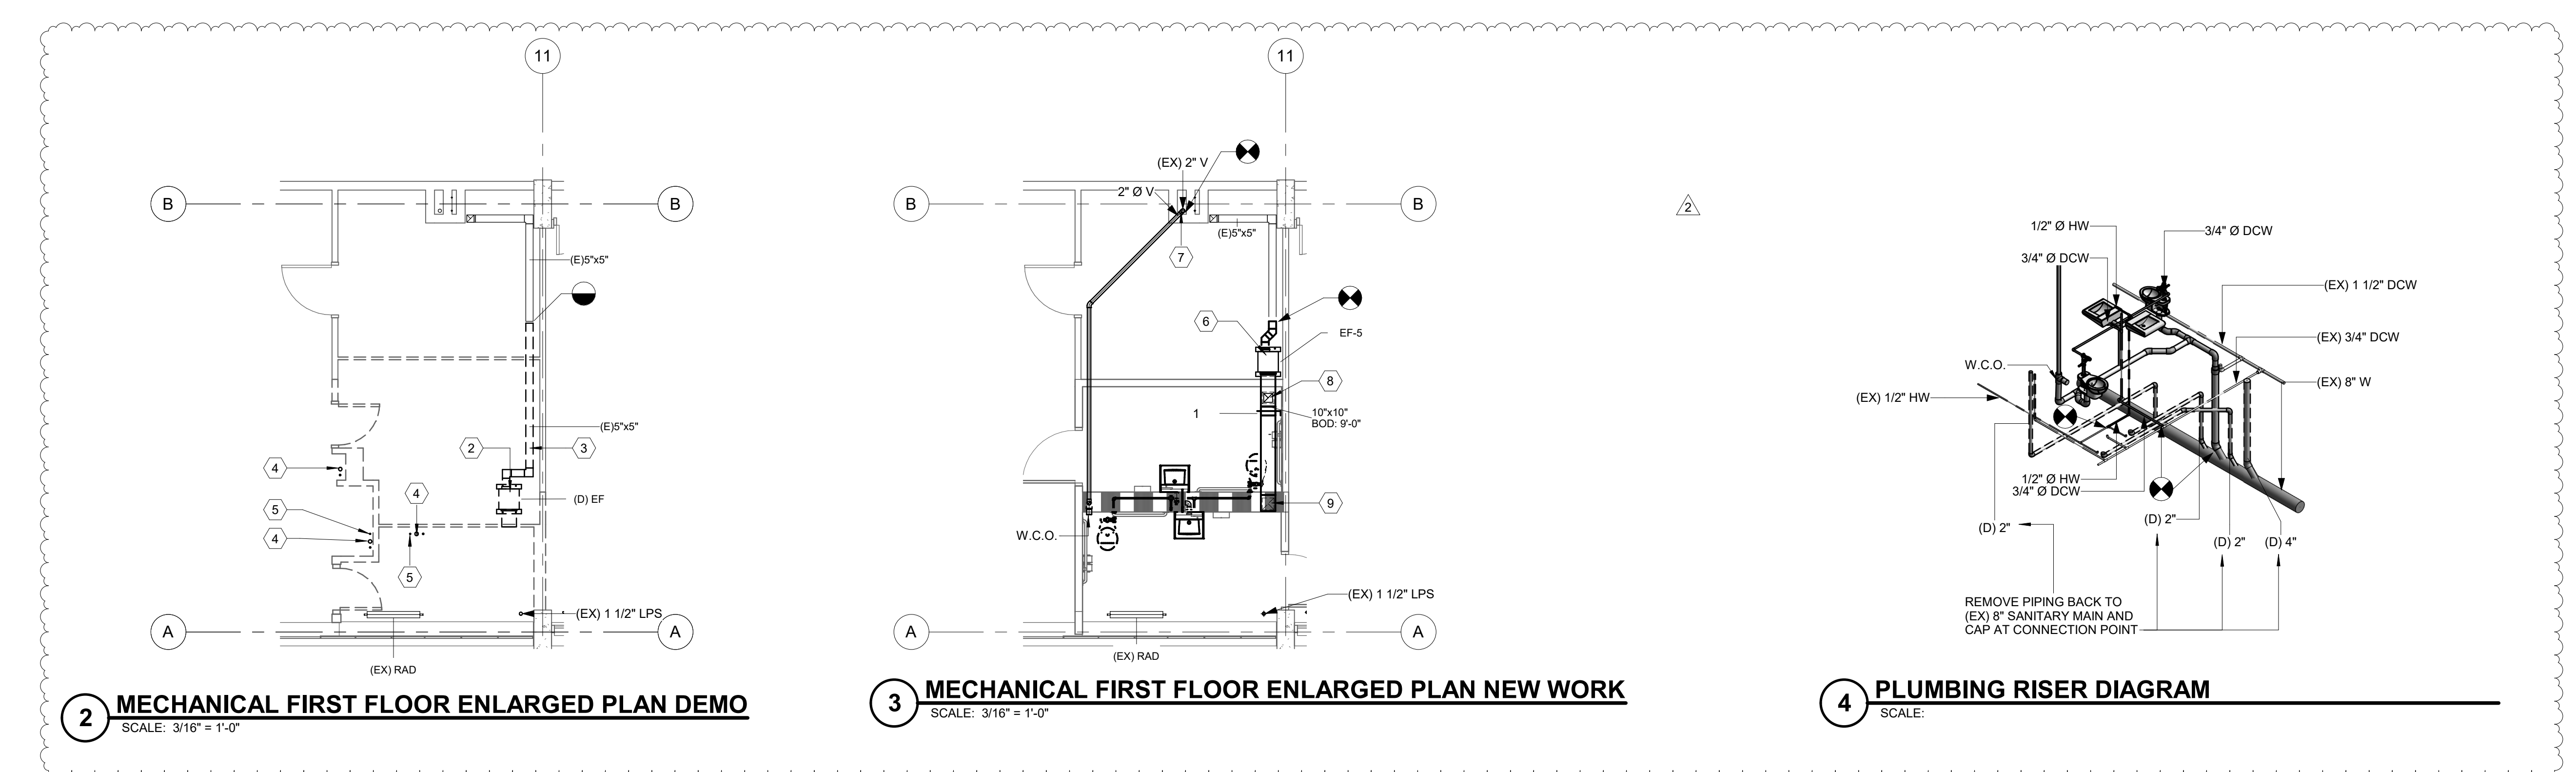 11
B
B
(E)5"x5"
(E)5"x5"
2
3
4
4
(D) EF
5
4
5
(EX) 1 1/2" LPS
A
A
(EX) RAD
2
MECHANICAL FIRST FLOOR ENLARGED PLAN DEMO
SCALE: 3/16" = 1'-0"
11
(EX) 2" V
2" Ø V
B
B
(E)5"x5"
7
6
EF-5
8
1
10"x10"
BOD: 9'-0"
9
W.C.O.
(EX) 1 1/2" LPS
A
A
(EX) RAD
3
MECHANICAL FIRST FLOOR ENLARGED PLAN NEW WORK
SCALE: 3/16" = 1'-0"
2
1/2" Ø HW
3/4" Ø DCW
3/4" Ø DCW
(EX) 1 1/2" DCW
(EX) 3/4" DCW
W.C.O.
(EX) 8" W
(EX) 1/2" HW
1/2" Ø HW
3/4" Ø DCW
(D) 2"
(D) 2"
(D) 2"
(D) 4"
REMOVE PIPING BACK TO
(EX) 8" SANITARY MAIN AND
CAP AT CONNECTION POINT
4
PLUMBING RISER DIAGRAM
SCALE: